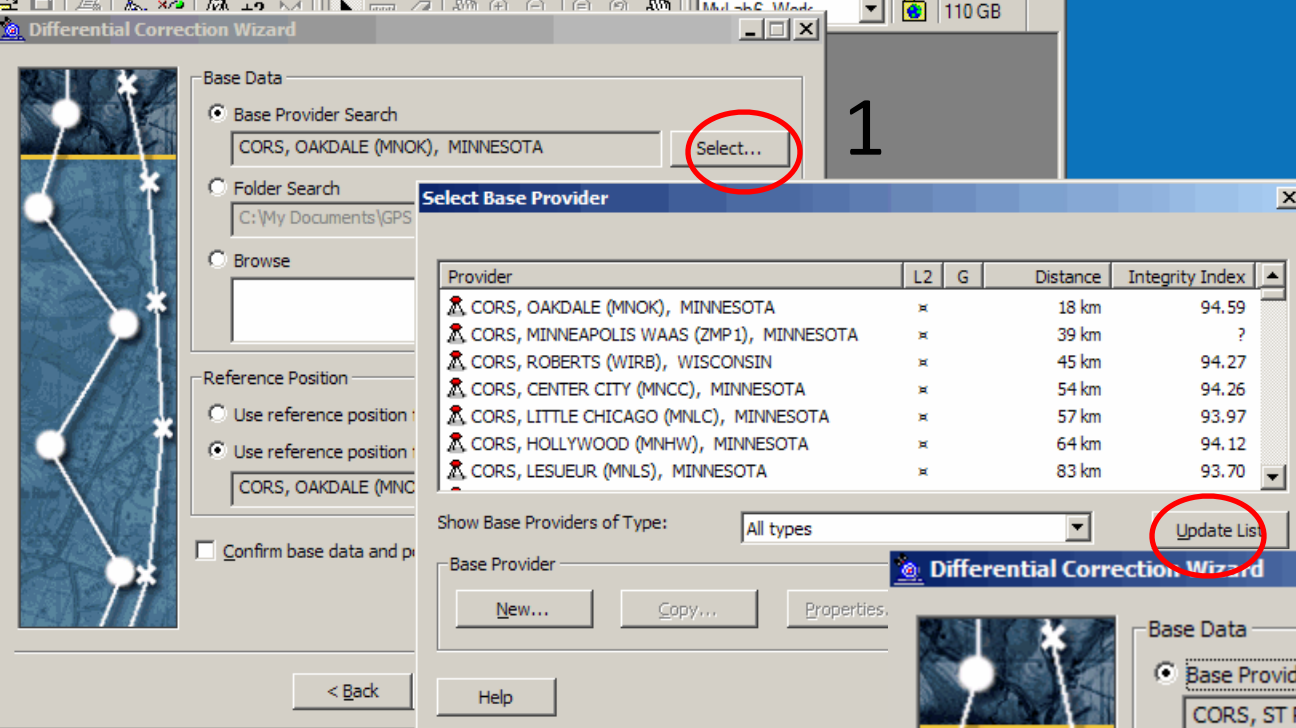 MyLab6_Work
110 GB
Differential Correction Wizard
1
Base Data
Base Provider Search
CORS, OAKDALE (MNOK), MINNESOTA
Select...
Folder Search
C:\My Documents\GPS
Browse
Reference Position
Use reference position
Use reference position
CORS, OAKDALE (MNO
Confirm base data and
< Back
Select Base Provider
Provider L2 G Distance Integrity Index
CORS, OAKDALE (MNOK), MINNESOTA ¤ 18 km 94.59
CORS, MINNEAPOLIS WAAS (ZMP1), MINNESOTA ¤ 39 km ?
CORS, ROBERTS (WIRB), WISCONSIN ¤ 45 km 94.27
CORS, CENTER CITY (MNCC), MINNESOTA ¤ 54 km 94.26
CORS, LITTLE CHICAGO (MNLC), MINNESOTA ¤ 57 km 93.97
CORS, HOLLYWOOD (MNHW), MINNESOTA ¤ 64 km 94.12
CORS, LESUEUR (MNLS), MINNESOTA ¤ 83 km 93.70
Show Base Providers of Type:
All types
Update List
Base Provider
New...
Copy...
Properties.
Help
Differential Correction Wizard
Base Data
Base Provid
CORS, ST